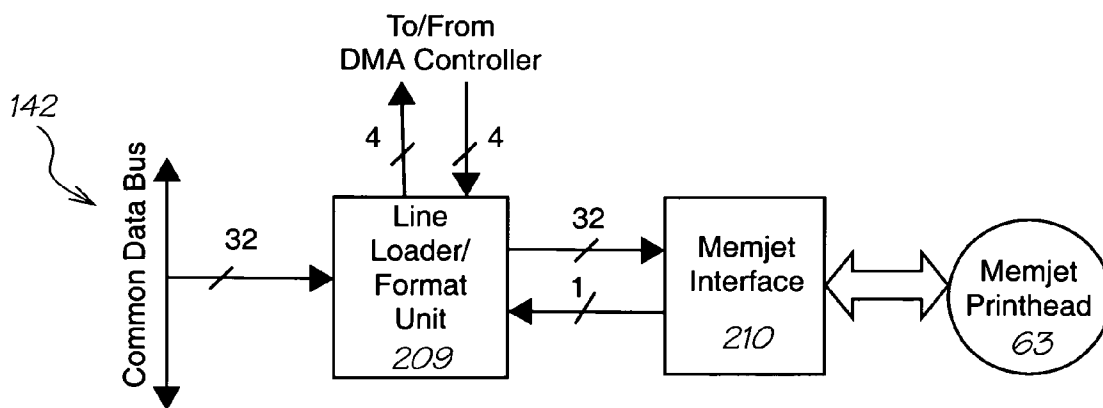 To/From
DMA Controller
142
4
4
Common Data Bus
32
Line
Loader/
Format
Unit
209
32
1
Memjet
Interface
210
Memjet
Printhead
63